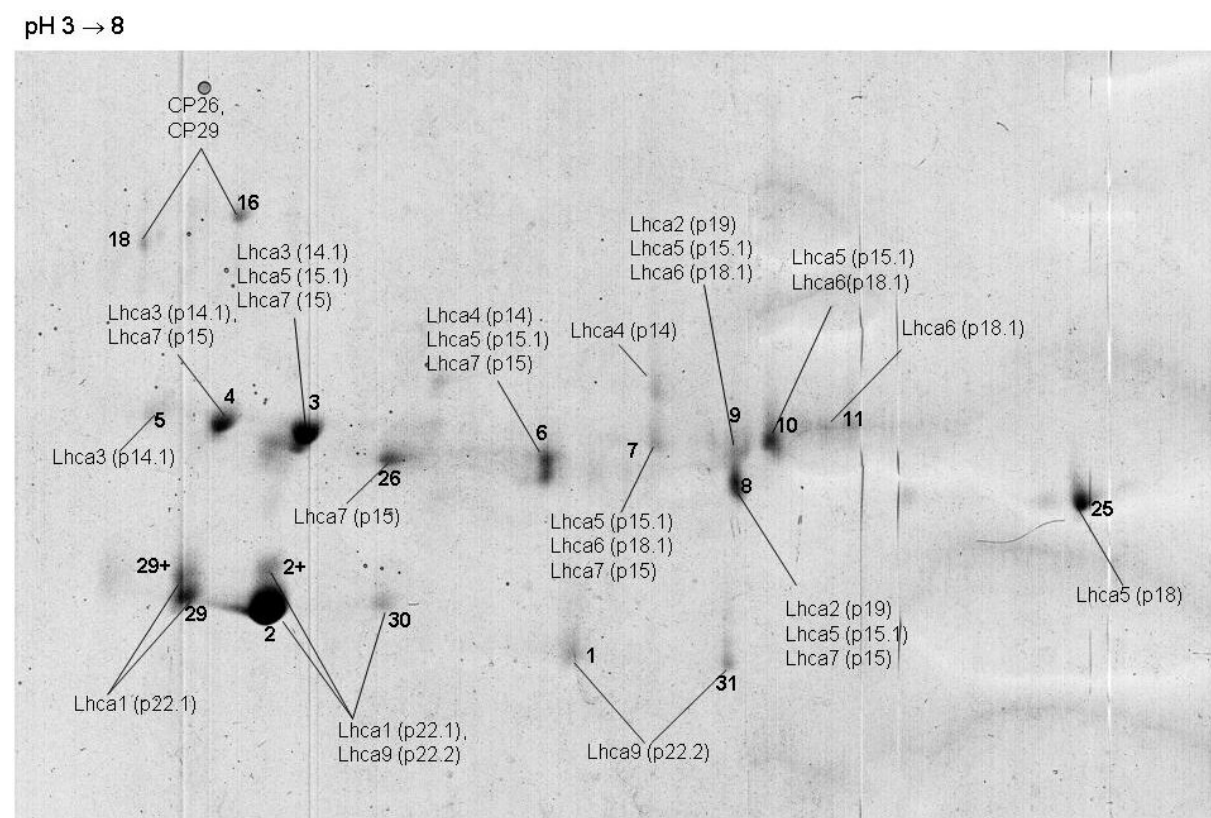 pH 3 → 8
CP26,
CP29
16
18
Lhca3 (14.1)
Lhca5 (15.1)
Lhca7 (15)
Lhca2 (p19)
Lhca5 (p15.1)
Lhca6 (p18.1)
Lhca5 (p15.1)
Lhca6(p18.1)
Lhca3 (p14.1),
Lhca7 (p15)
Lhca4 (p14)
Lhca5 (p15.1)
Lhca7 (p15)
Lhca4 (p14)
Lhca6 (p18.1)
5
4
3
6
7
9
10
11
Lhca3 (p14.1)
26
8
25
Lhca7 (p15)
Lhca5 (p15.1)
Lhca6 (p18.1)
Lhca7 (p15)
29+
2+
29
2
30
Lhca2 (p19)
Lhca5 (p15.1)
Lhca7 (p15)
Lhca5 (p18)
1
31
Lhca1 (p22.1)
Lhca1 (p22.1),
Lhca9 (p22.2)
Lhca9 (p22.2)